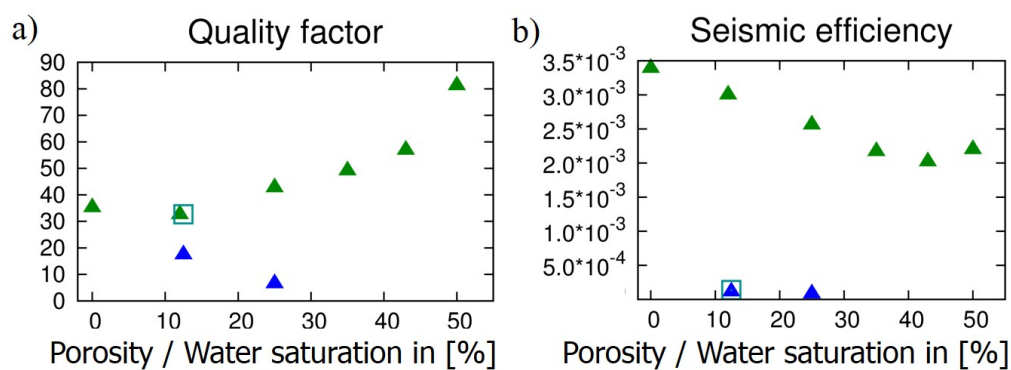 a)
Quality factor
90
80
70
60
50
40
30
20
10
0
0 10 20 30 40 50
Porosity / Water saturation in [%]
b)
Seismic efficiency
3.5*10-3
3.0*10-3
2.5*10-3
2.0*10-3
1.5*10-3
1.0*10-3
5.0*10-4
0 10 20 30 40 50
Porosity / Water saturation in [%]